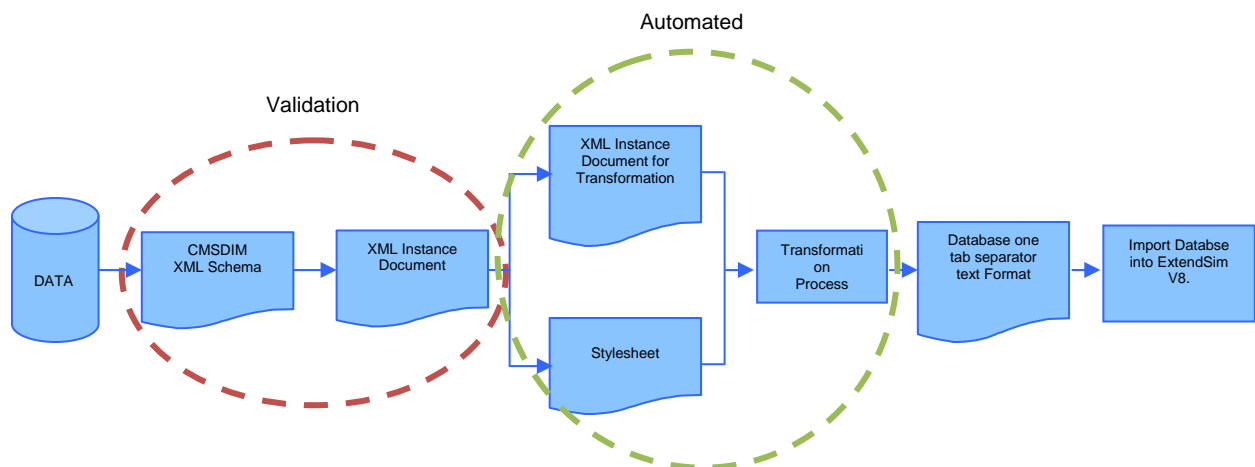 Automated
Validation
DATA
CMSDIM
XML Schema
XML Instance
Document
XML Instance
Document for
Transformation
Stylesheet
Transformati
on
Process
Database one
tab separator
text Format
Import Databse
into ExtendSim
V8.